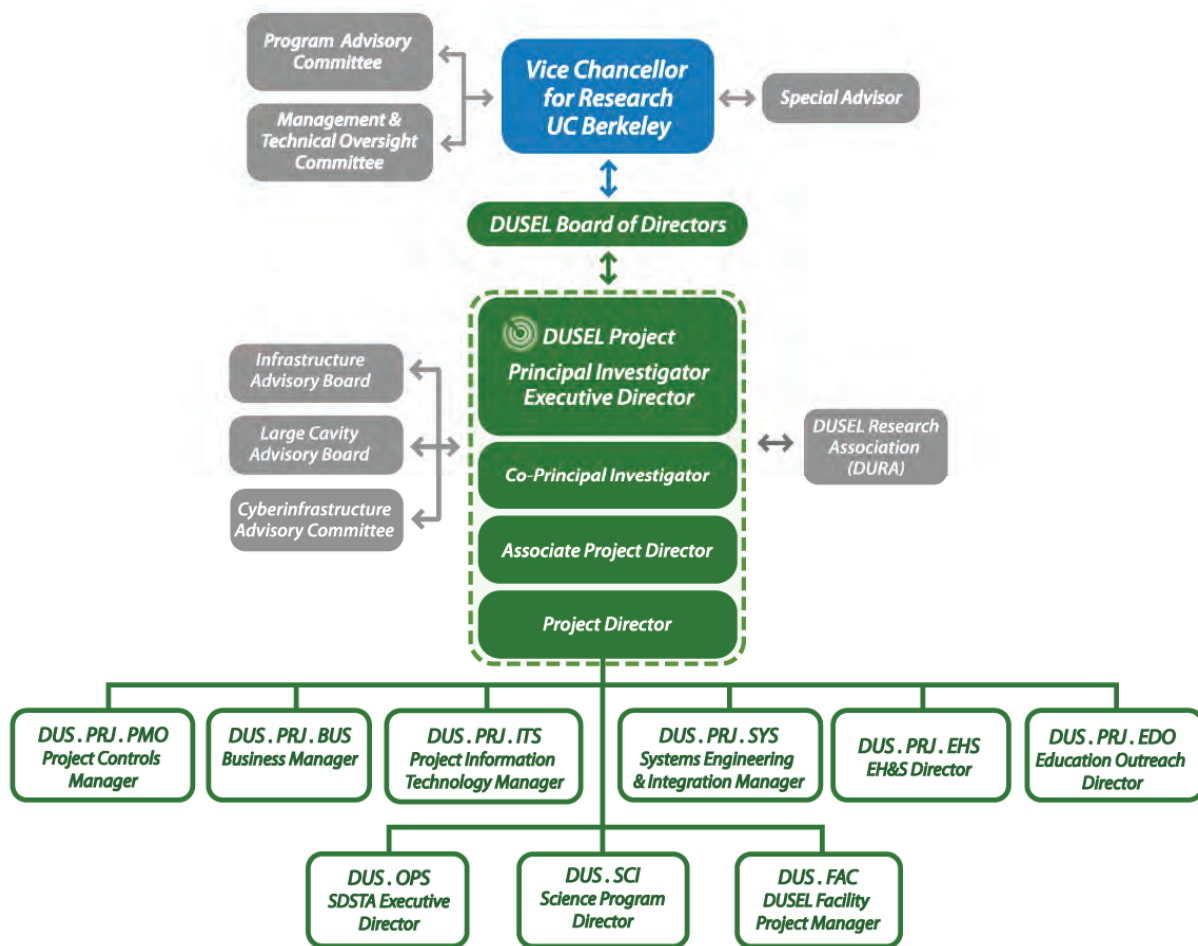 Program Advisory
Committee
Management &
Technical Oversight
Committee
Vice Chancellor
for Research
UC Berkeley
Special Advisor
DUSEL Board of Directors
DUSEL Project
Principal Investigator
Executive Director
Infrastructure
Advisory Board
Large Cavity
Advisory Board
Cyberinfrastructure
Advisory Committee
Co-Principal Investigator
DUSEL Research
Association
(DURA)
Associate Project Director
Project Director
DUS . PRJ . PMO
Project Controls
Manager
DUS . PRJ . BUS
Business Manager
DUS . PRJ . ITS
Project Information
Technology Manager
DUS . PRJ . SYS
Systems Engineering
& Integration Manager
DUS . PRJ . EHS
EH&S Director
DUS . PRJ . EDO
Education Outreach
Director
DUS . OPS
SDSTA Executive
Director
DUS . SCI
Science Program
Director
DUS . FAC
DUSEL Facility
Project Manager